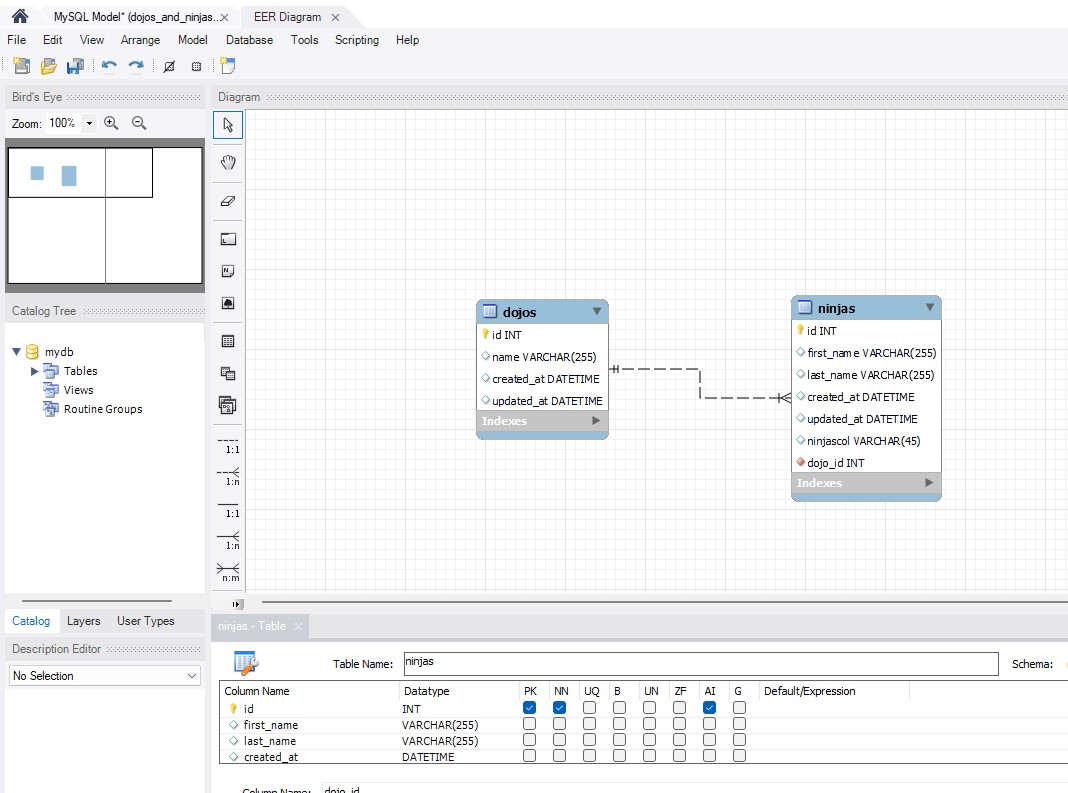 MySQL Model* (dojos_and_ninjas... × EER Diagram ×
File Edit View Arrange Model Database Tools Scripting Help
Bird's Eye
Zoom: 100%
Catalog Tree
mydb
Tables
Views
Routine Groups
Catalog Layers User Types
Description Editor
No Selection
Diagram
1:1
1:n
1:1
1:n
n:m
dojos
id INT
name VARCHAR(255)
created_at DATETIME
updated_at DATETIME
Indexes
ninjas
id INT
first_name VARCHAR(255)
last_name VARCHAR(255)
created_at DATETIME
updated_at DATETIME
ninjascol VARCHAR(45)
dojo_id INT
Indexes
ninjas - Table ×
Table Name: ninjas Schema:
Column Name Datatype PK NN UQ B UN ZF AI G Default/Expression
id INT
first_name VARCHAR(255)
last_name VARCHAR(255)
created_at DATETIME
Column Name: dojo_id